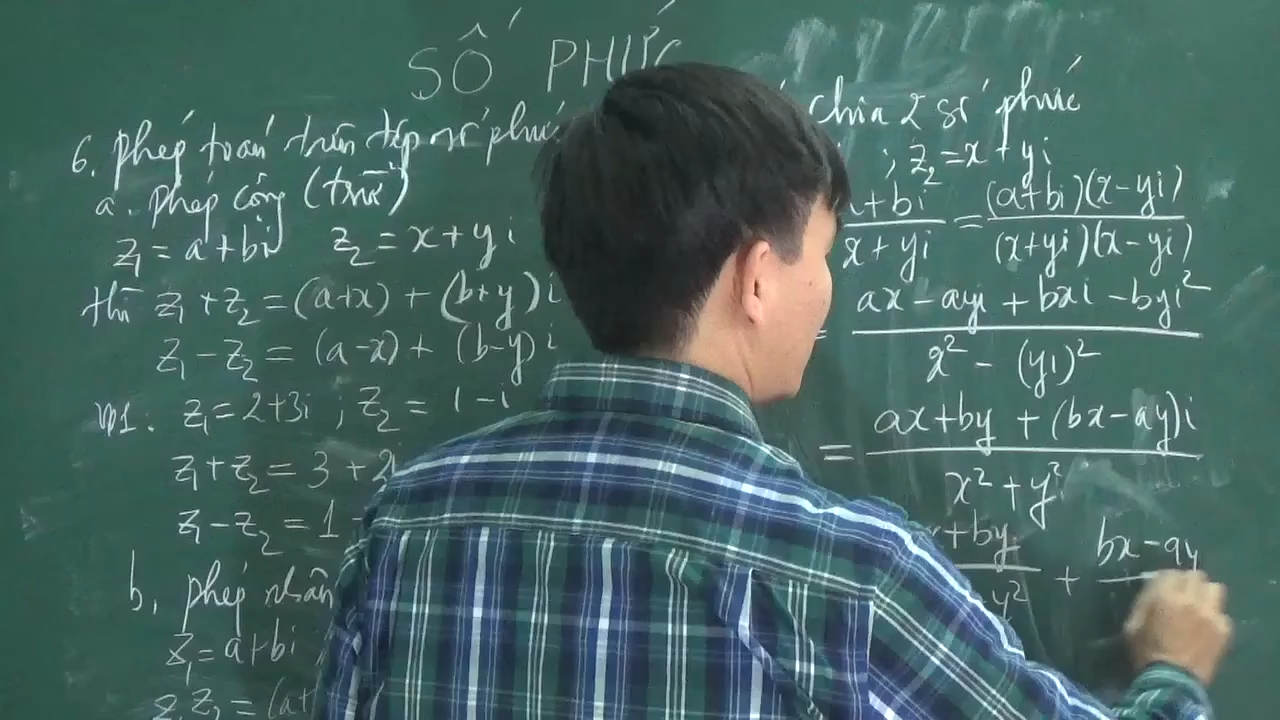 SỐ PHỨC
6. phép toán trên tập số phức
a. phép cộng (trừ)
z₁ = a + bi z₂ = x + yi
thì z₁ + z₂ = (a+x) + (b+y)i
z₁ - z₂ = (a-x) + (b-y)i
VD1. z₁ = 2+3i ; z₂ = 1-i
z₁ + z₂ = 3 + 2
z₁ - z₂ = 1
b. phép nhân
z₁ = a + bi
z₁z₂ = (a+
chia 2 số phức
; z₂ = x + yi
a+bi / x+yi = (a+bi)(x-yi) / (x+yi)(x-yi)
= ax - ayi + bxi - byi² / x² - (yi)²
= ax+by + (bx-ay)i / x² + y²
x+by / y² + bx-ay